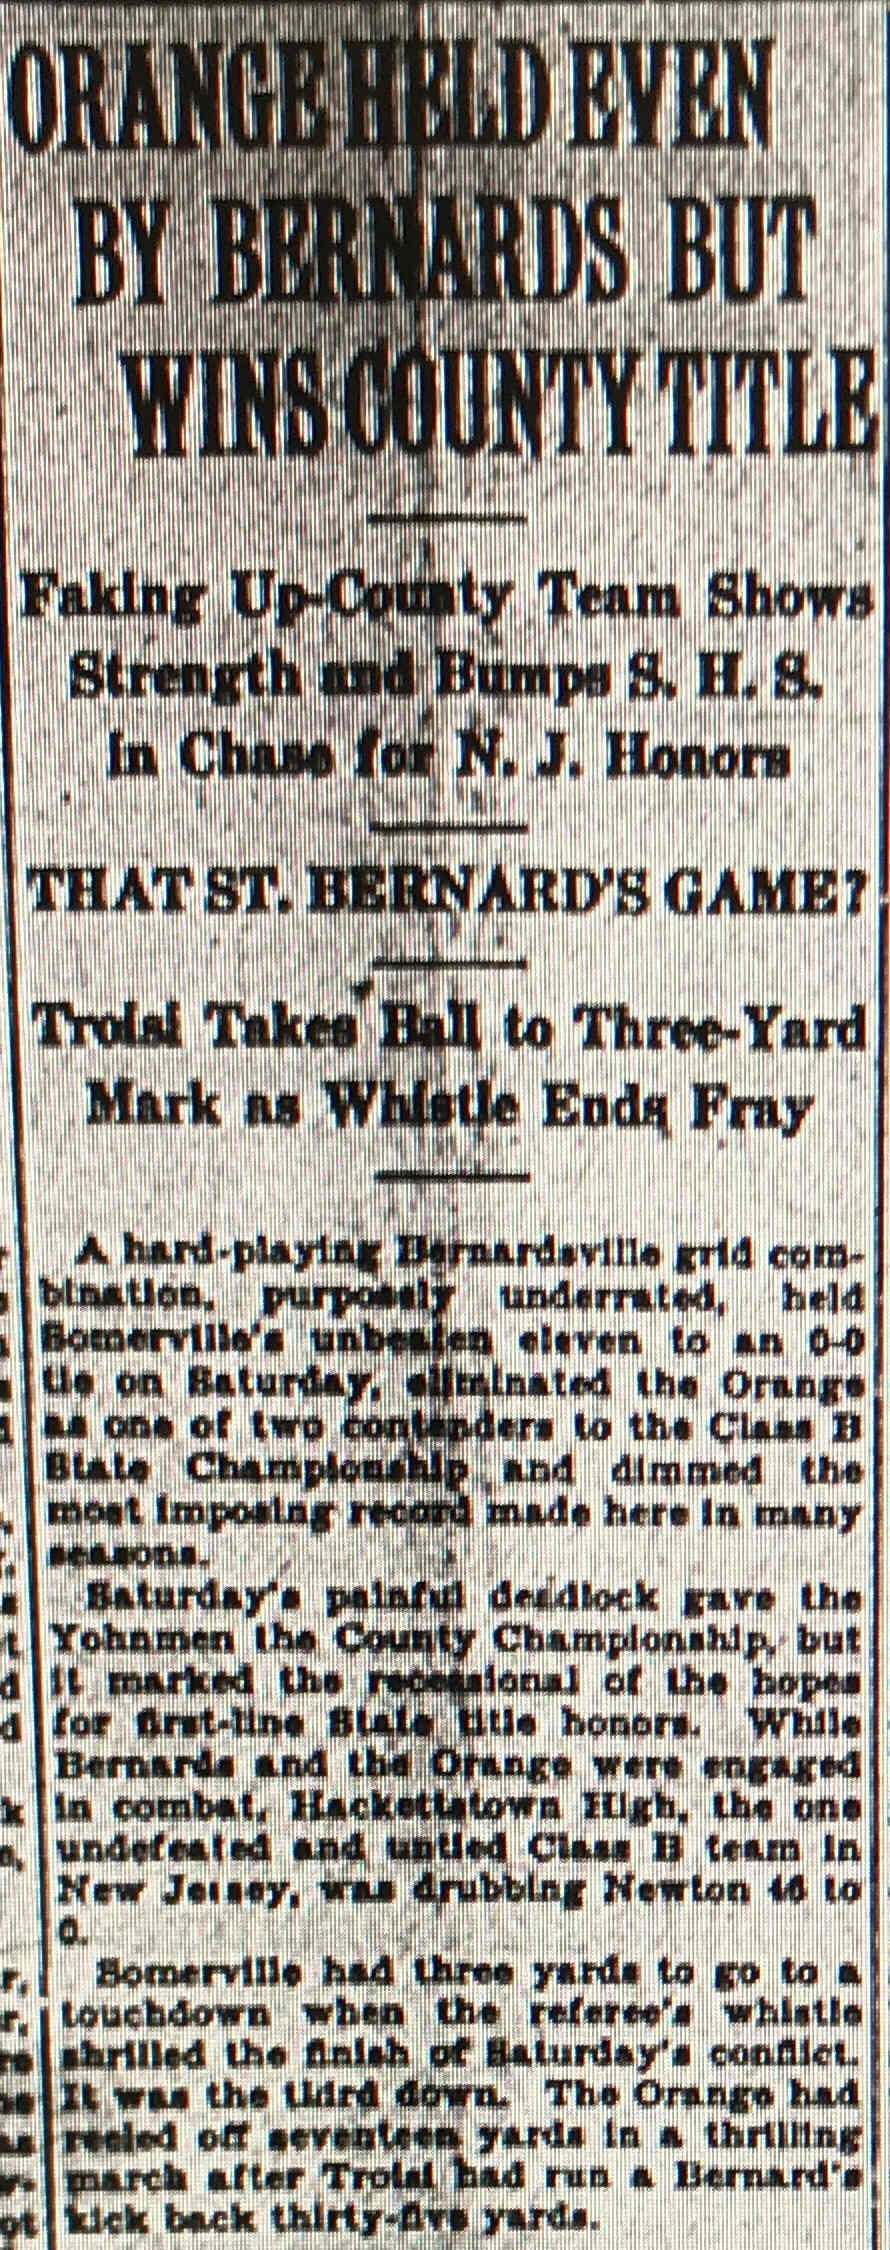 ORANGE HELD EVEN
BY BERNARDS BUT
WINS COUNTY TITLE
Faking Up-County Team Shows
Strength and Bumps S. H. S.
In Chase for N. J. Honors
THAT ST. BERNARD'S GAME?
Troisi Takes Ball to Three-Yard
Mark as Whistle Ends Fray
A hard-playing Bernardsville grid com-
bination, purposely underrated, held
Somerville's unbeaten eleven to an 0-0
tie on Saturday, eliminated the Orange
as one of two contenders to the Class B
State Championship and dimmed the
most imposing record made here in many
seasons.
Saturday's painful deadlock gave the
Yohnmen the County Championship, but
it marked the recessional of the hopes
for first-line State title honors. While
Bernards and the Orange were engaged
in combat, Hackettstown High, the one
undefeated and untied Class B team in
New Jersey, was drubbing Newton 46 to
0.
Somerville had three yards to go to a
touchdown when the referee's whistle
shrilled the finish of Saturday's conflict.
It was the third down. The Orange had
reeled off seventeen yards in a thrilling
march after Troisi had run a Bernard's
kick back thirty-five yards.